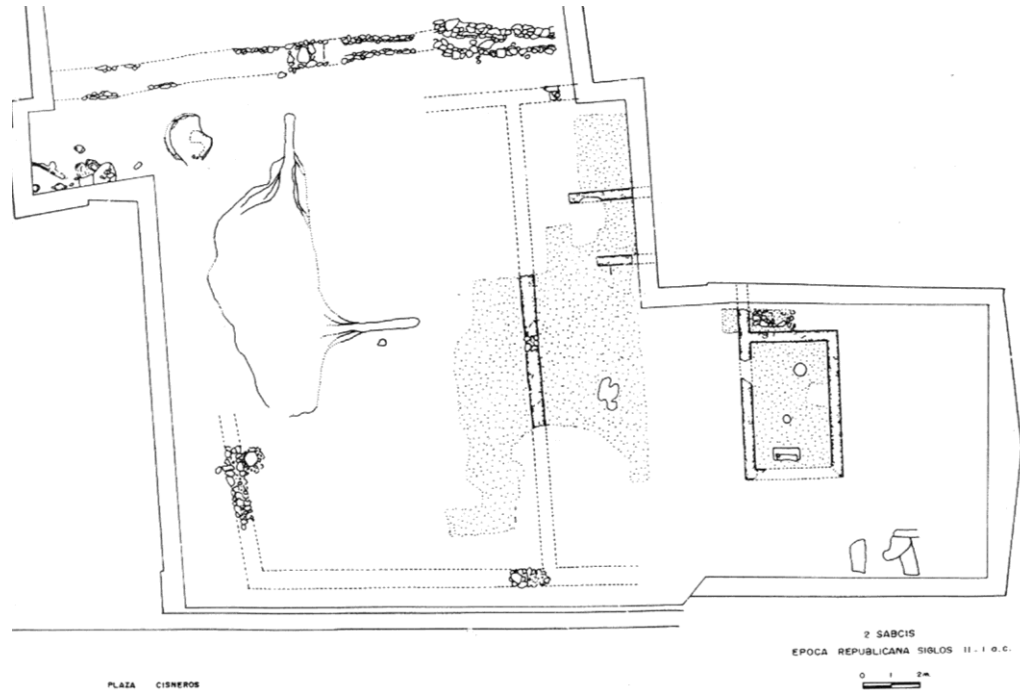 2 SABCIS
EPOCA REPUBLICANA SIGLOS II - I a.C.
0 1 2m
PLAZA CISNEROS